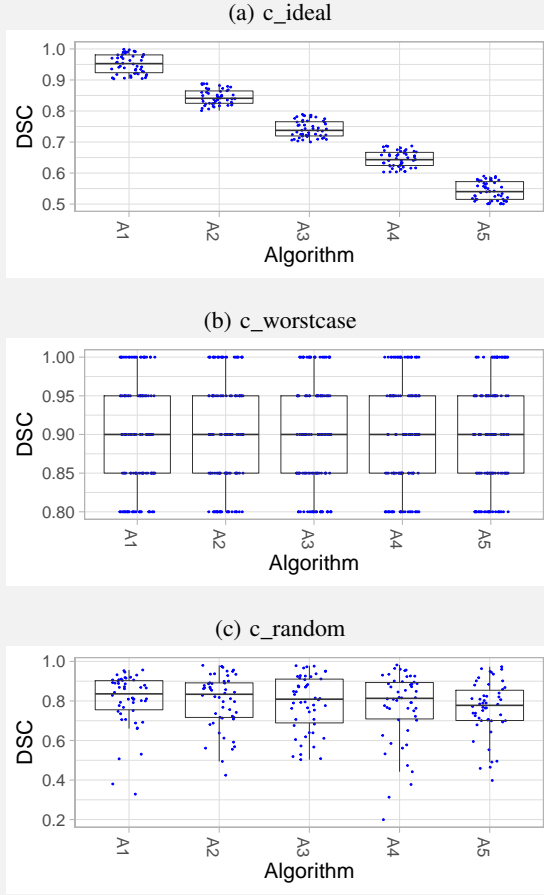 (a) c_ideal
1.0
0.9
0.8
0.7
0.6
0.5
DSC
A1 A2 A3 A4 A5
Algorithm
(b) c_worstcase
1.00
0.95
0.90
0.85
0.80
DSC
A1 A2 A3 A4 A5
Algorithm
(c) c_random
1.0
0.8
0.6
0.4
0.2
DSC
A1 A2 A3 A4 A5
Algorithm